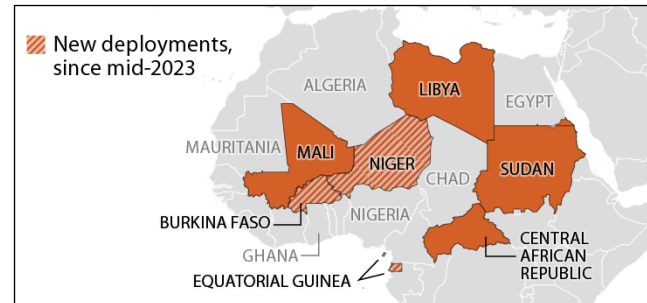 New deployments,
since mid-2023
ALGERIA
LIBYA
EGYPT
MAURITANIA
MALI
NIGER
SUDAN
CHAD
BURKINA FASO
NIGERIA
GHANA
CENTRAL
AFRICAN
REPUBLIC
EQUATORIAL GUINEA